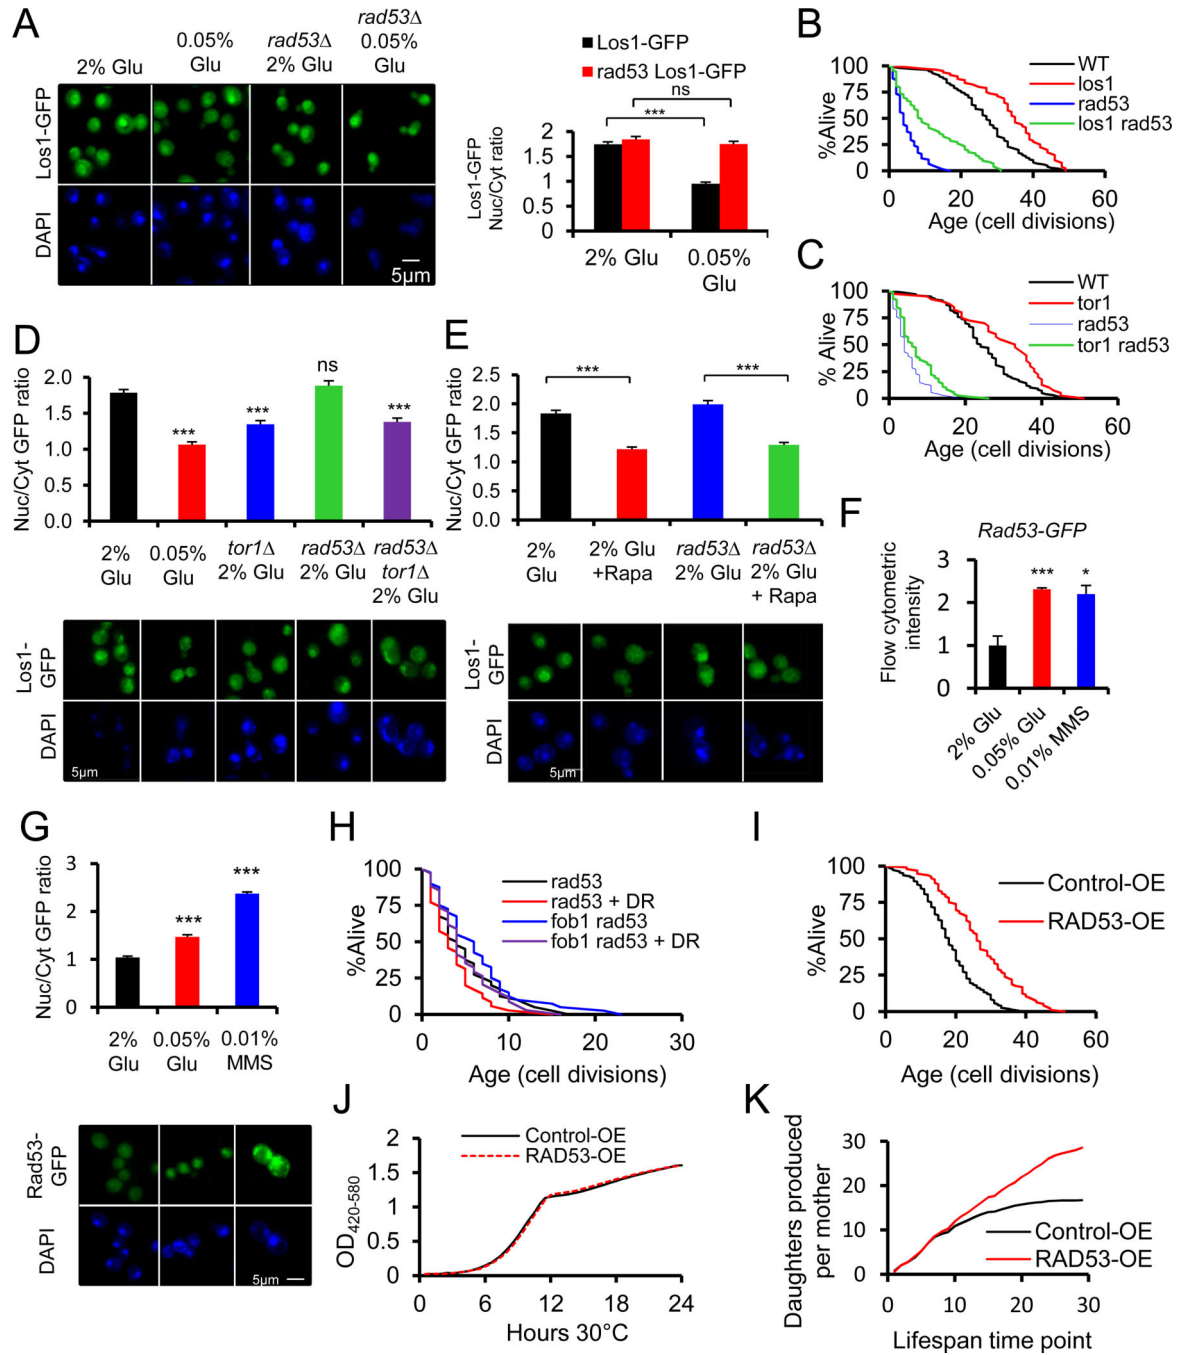 A
2% Glu
0.05%
Glu
rad53Δ
2% Glu
rad53Δ
0.05%
Glu
Los1-GFP
DAPI
5μm
Los1-GFP
rad53 Los1-GFP
ns
***
Los1-GFP
Nuc/Cyt ratio
2
1.5
1
0.5
0
2% Glu
0.05%
Glu
B
%Alive
100
75
50
25
0
WT
los1
rad53
los1 rad53
0 20 40 60
Age (cell divisions)
C
% Alive
100
75
50
25
0
WT
tor1
rad53
tor1 rad53
0 20 40 60
Age (cell divisions)
D
Nuc/Cyt GFP ratio
2.0
1.5
1.0
0.5
0.0
***
***
ns
***
2%
Glu
0.05%
Glu
tor1Δ
2% Glu
rad53Δ
2% Glu
rad53Δ
tor1Δ
2% Glu
Los1-
GFP
DAPI
5μm
E
Nuc/Cyt GFP ratio
2.5
2.0
1.5
1.0
0.5
0.0
***
***
2%
Glu
2% Glu
+Rapa
rad53Δ
2% Glu
rad53Δ
2% Glu
+ Rapa
Los1-
GFP
DAPI
5μm
F
Rad53-GFP
Flow cytometric
intensity
3
2
1
0
***
*
2% Glu
0.05% Glu
0.01% MMS
G
Nuc/Cyt GFP ratio
3
2
1
0
***
***
2%
Glu
0.05%
Glu
0.01%
MMS
Rad53-
GFP
DAPI
5μm
H
%Alive
100
75
50
25
0
rad53
rad53 + DR
fob1 rad53
fob1 rad53 + DR
0 10 20 30
Age (cell divisions)
I
%Alive
100
75
50
25
0
Control-OE
RAD53-OE
0 20 40 60
Age (cell divisions)
J
OD420-580
2
1.5
1
0.5
0
Control-OE
RAD53-OE
0 6 12 18 24
Hours 30°C
K
Daughters produced
per mother
30
20
10
0
Control-OE
RAD53-OE
0 10 20 30
Lifespan time point